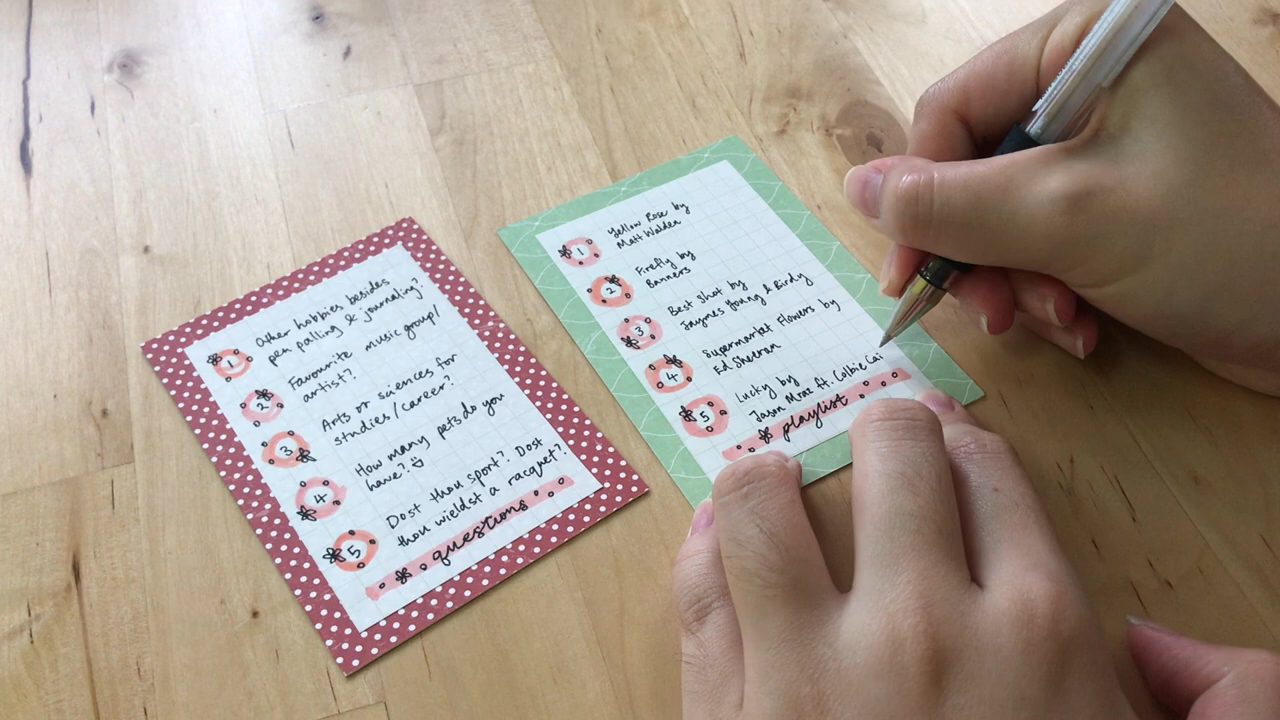 1 Other hobbies besides
pen palling & journaling?
2 Favourite music group/
artist?
3 Arts or sciences for
studies/career?
4 How many pets do you
have?
5 Dost thou sport? Dost
thou wieldst a racquet?
questions
1 Yellow Rose by
Matt Walden
2 Firefly by
Banners
3 Best Shot by
Jaymes Young & Birdy
4 Supermarket Flowers by
Ed Sheeran
5 Lucky by
Jason Mraz ft. Colbie Cai
playlist